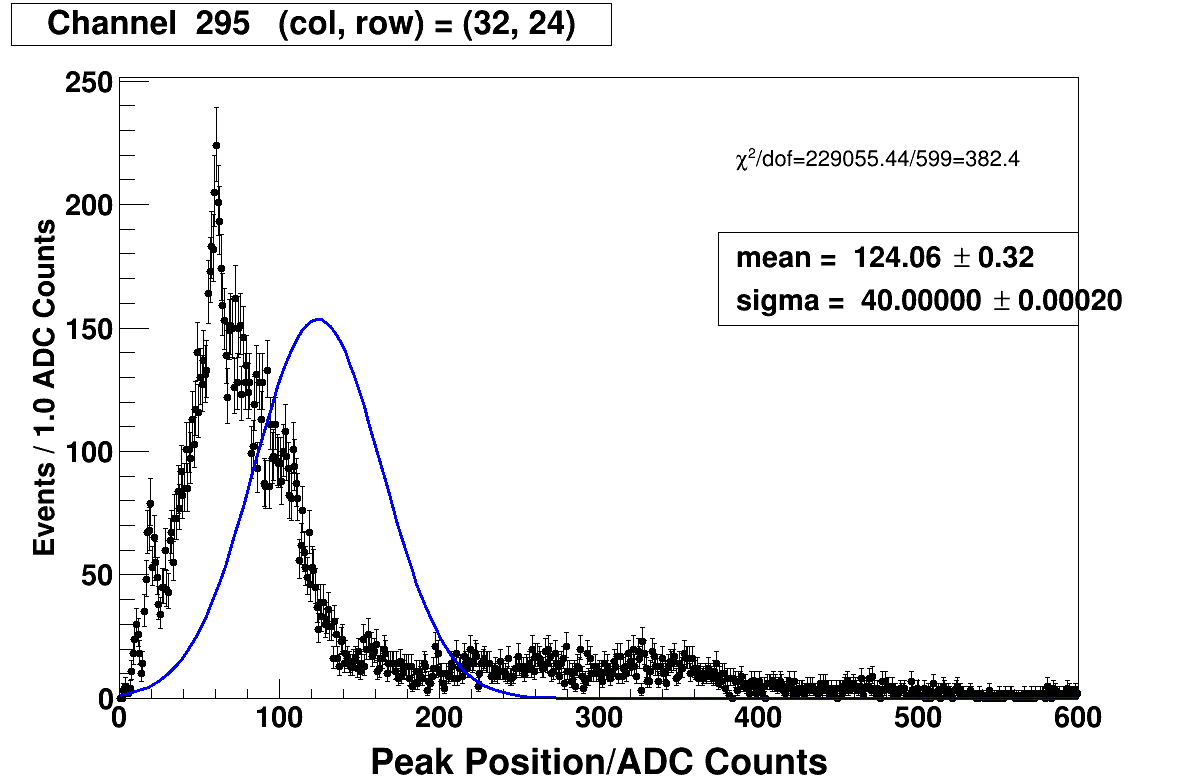 Channel  295   (col, row) = (32, 24)
250
200
150
100
50
0
Events / 1.0 ADC Counts
χ²/dof=229055.44/599=382.4
mean =  124.06 ± 0.32
sigma =  40.00000 ± 0.00020
0 100 200 300 400 500 600
Peak Position/ADC Counts